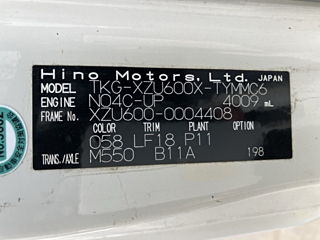 Hino Motors, Ltd. JAPAN
MODEL TKG-XZU600X-TYMMC6
ENGINE N04C-UP 4009 mL
FRAME No. XZU600-0004408
COLOR TRIM PLANT OPTION
058 LF18 P11
TRANS./AXLE M550 B11A 198